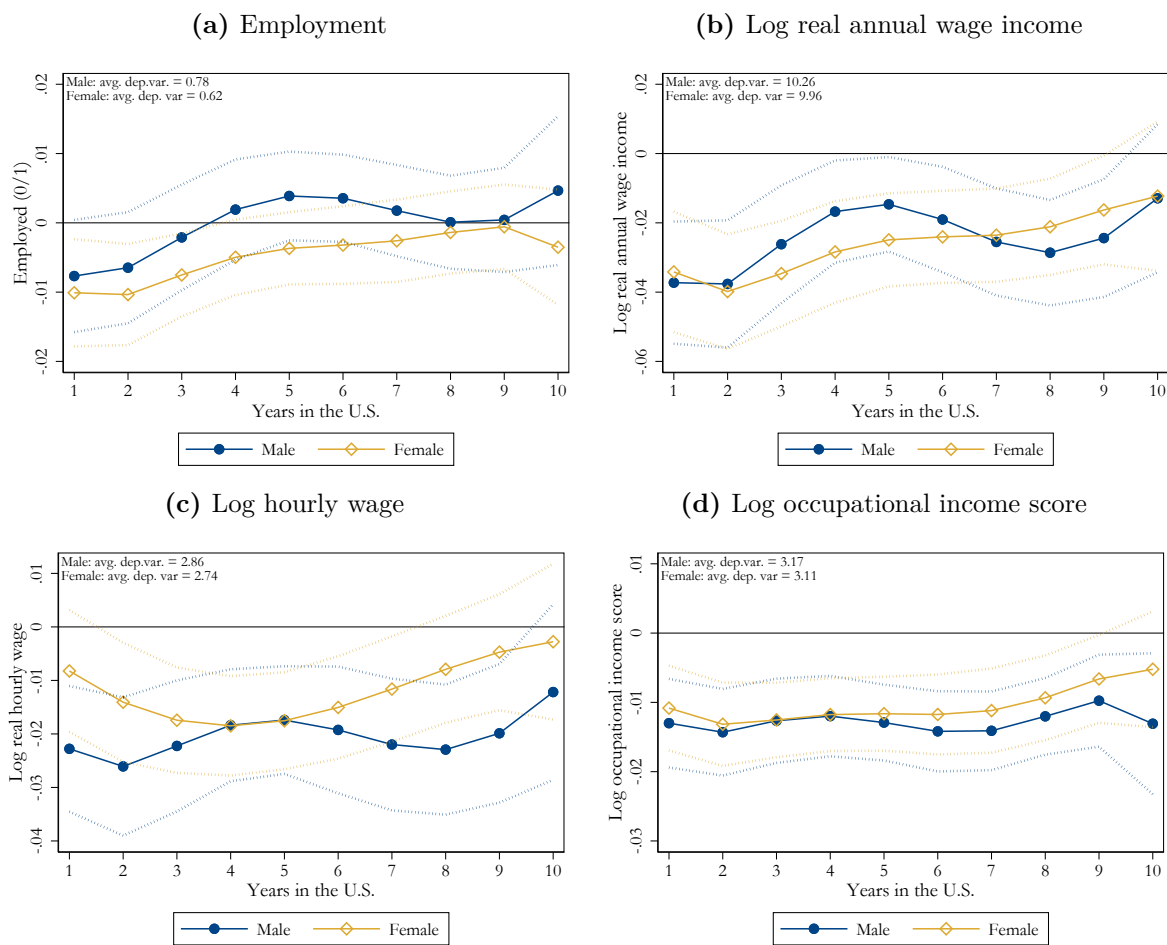 (a) Employment
Male: avg. dep.var. = 0.78
Female: avg. dep. var = 0.62
Employed (0/1)
.02
.01
0
-.01
-.02
1 2 3 4 5 6 7 8 9 10
Years in the U.S.
Male Female
(b) Log real annual wage income
Male: avg. dep.var. = 10.26
Female: avg. dep. var = 9.96
Log real annual wage income
.02
0
-.02
-.04
-.06
1 2 3 4 5 6 7 8 9 10
Years in the U.S.
Male Female
(c) Log hourly wage
Male: avg. dep.var. = 2.86
Female: avg. dep. var = 2.74
Log real hourly wage
.01
0
-.01
-.02
-.03
-.04
1 2 3 4 5 6 7 8 9 10
Years in the U.S.
Male Female
(d) Log occupational income score
Male: avg. dep.var. = 3.17
Female: avg. dep. var = 3.11
Log occupational income score
.01
0
-.01
-.02
-.03
1 2 3 4 5 6 7 8 9 10
Years in the U.S.
Male Female